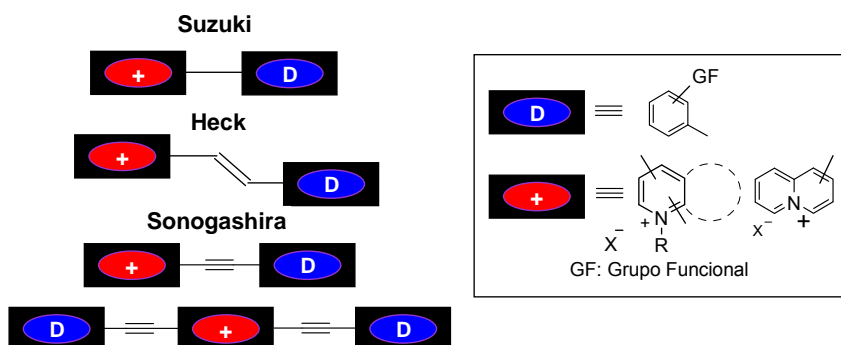 Suzuki
+ D
Heck
+ D
Sonogashira
+ D
D + D
GF
D
+
N+ R X−
N+ X−
GF: Grupo Funcional